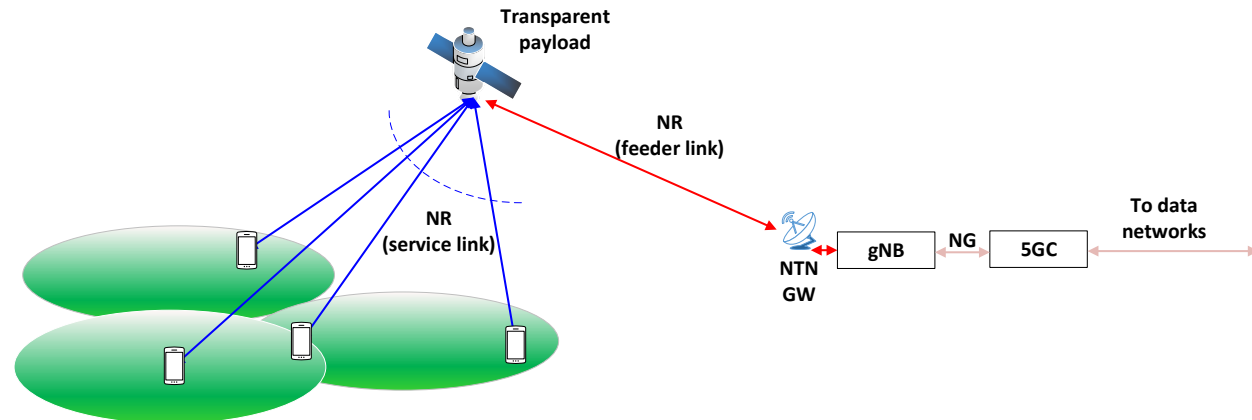 Transparent
payload
NR
(feeder link)
NR
(service link)
To data
networks
gNB
NG
5GC
NTN
GW